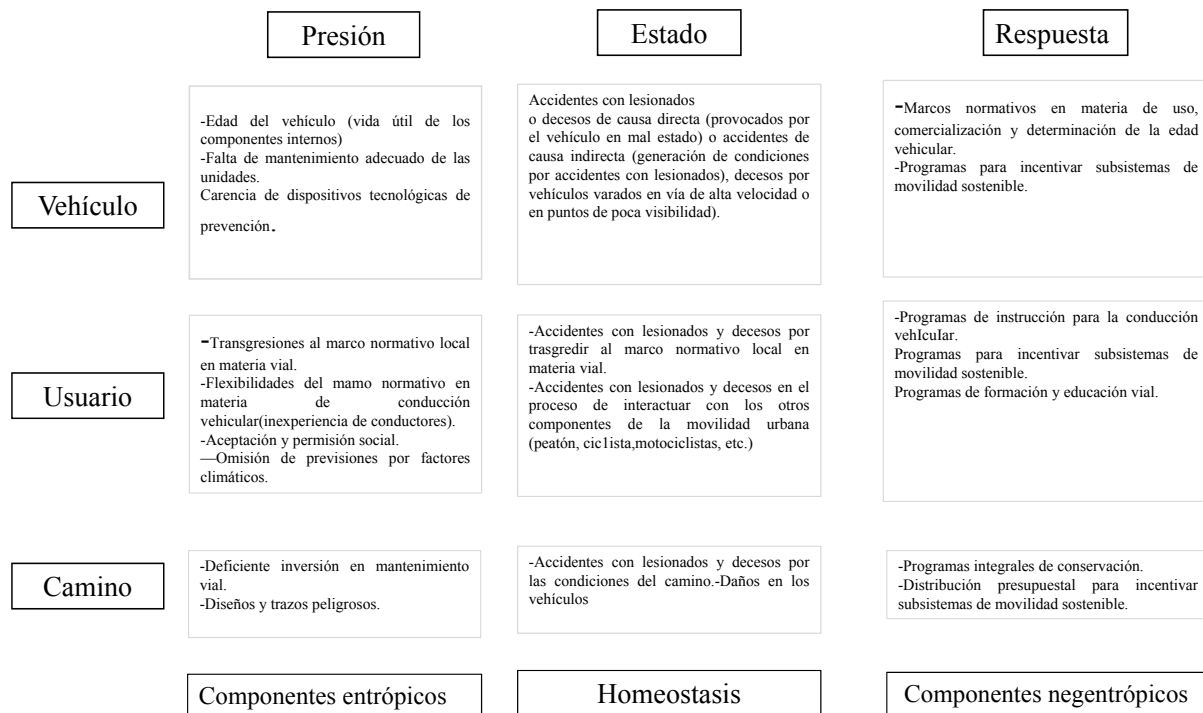 Presión
Estado
Respuesta
Vehículo
-Edad del vehículo (vida útil de los
componentes internos)
-Falta de mantenimiento adecuado de las
unidades.
Carencia de dispositivos tecnológicas de
prevención.
Accidentes con lesionados
o decesos de causa directa (provocados por
el vehículo en mal estado) o accidentes de
causa indirecta (generación de condiciones
por accidentes con lesionados), decesos por
vehículos varados en vía de alta velocidad o
en puntos de poca visibilidad).
-Marcos normativos en materia de uso,
comercialización y determinación de la edad
vehicular.
-Programas para incentivar subsistemas de
movilidad sostenible.
Usuario
-Transgresiones al marco normativo local
en materia vial.
-Flexibilidades del mamo normativo en
materia de conducción
vehicular(inexperiencia de conductores).
-Aceptación y permisión social.
—Omisión de previsiones por factores
climáticos.
-Accidentes con lesionados y decesos por
trasgredir al marco normativo local en
materia vial.
-Accidentes con lesionados y decesos en el
proceso de interactuar con los otros
componentes de la movilidad urbana
(peatón, cic1ista,motociclistas, etc.)
-Programas de instrucción para la conducción
vehIcuIar.
Programas para incentivar subsistemas de
movilidad sostenible.
Programas de formación y educación vial.
Camino
-Deficiente inversión en mantenimiento
vial.
-Diseños y trazos peligrosos.
-Accidentes con lesionados y decesos por
las condiciones del camino.-Daños en los
vehículos
-Programas integrales de conservación.
-Distribución presupuestal para incentivar
subsistemas de movilidad sostenible.
Componentes entrópicos
Homeostasis
Componentes negentrópicos